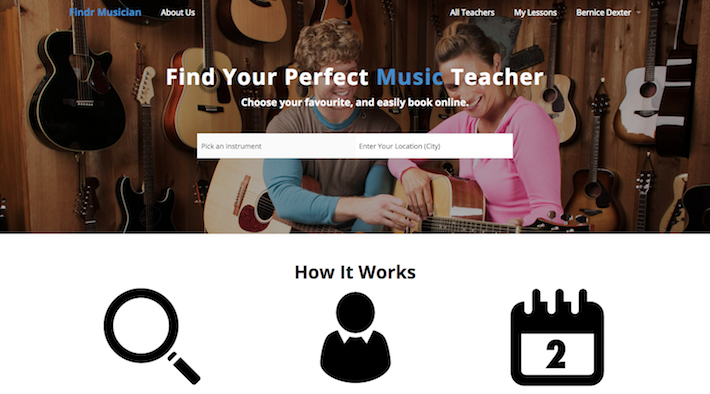 Findr Musician About Us All Teachers My Lessons Bernice Dexter
Find Your Perfect Music Teacher
Choose your favourite, and easily book online.
Pick an Instrument Enter Your Location (City)
How It Works
2